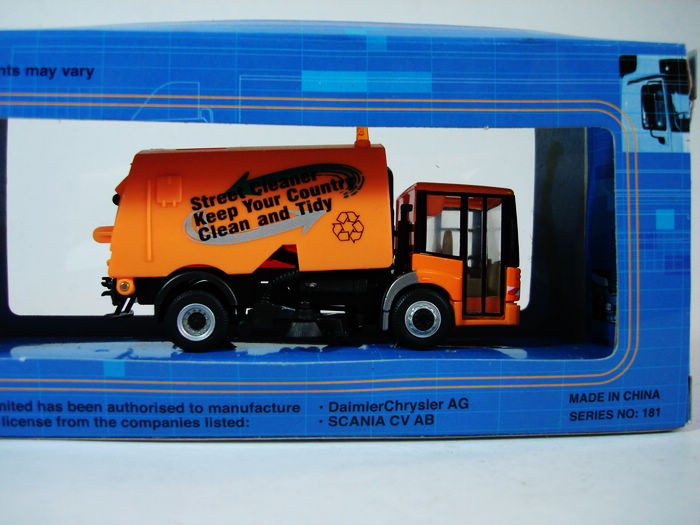 nts may vary
Street Cleaner
Keep Your Country
Clean and Tidy
nited has been authorised to manufacture
license from the companies listed:
· DaimlerChrysler AG
· SCANIA CV AB
MADE IN CHINA
SERIES NO: 181